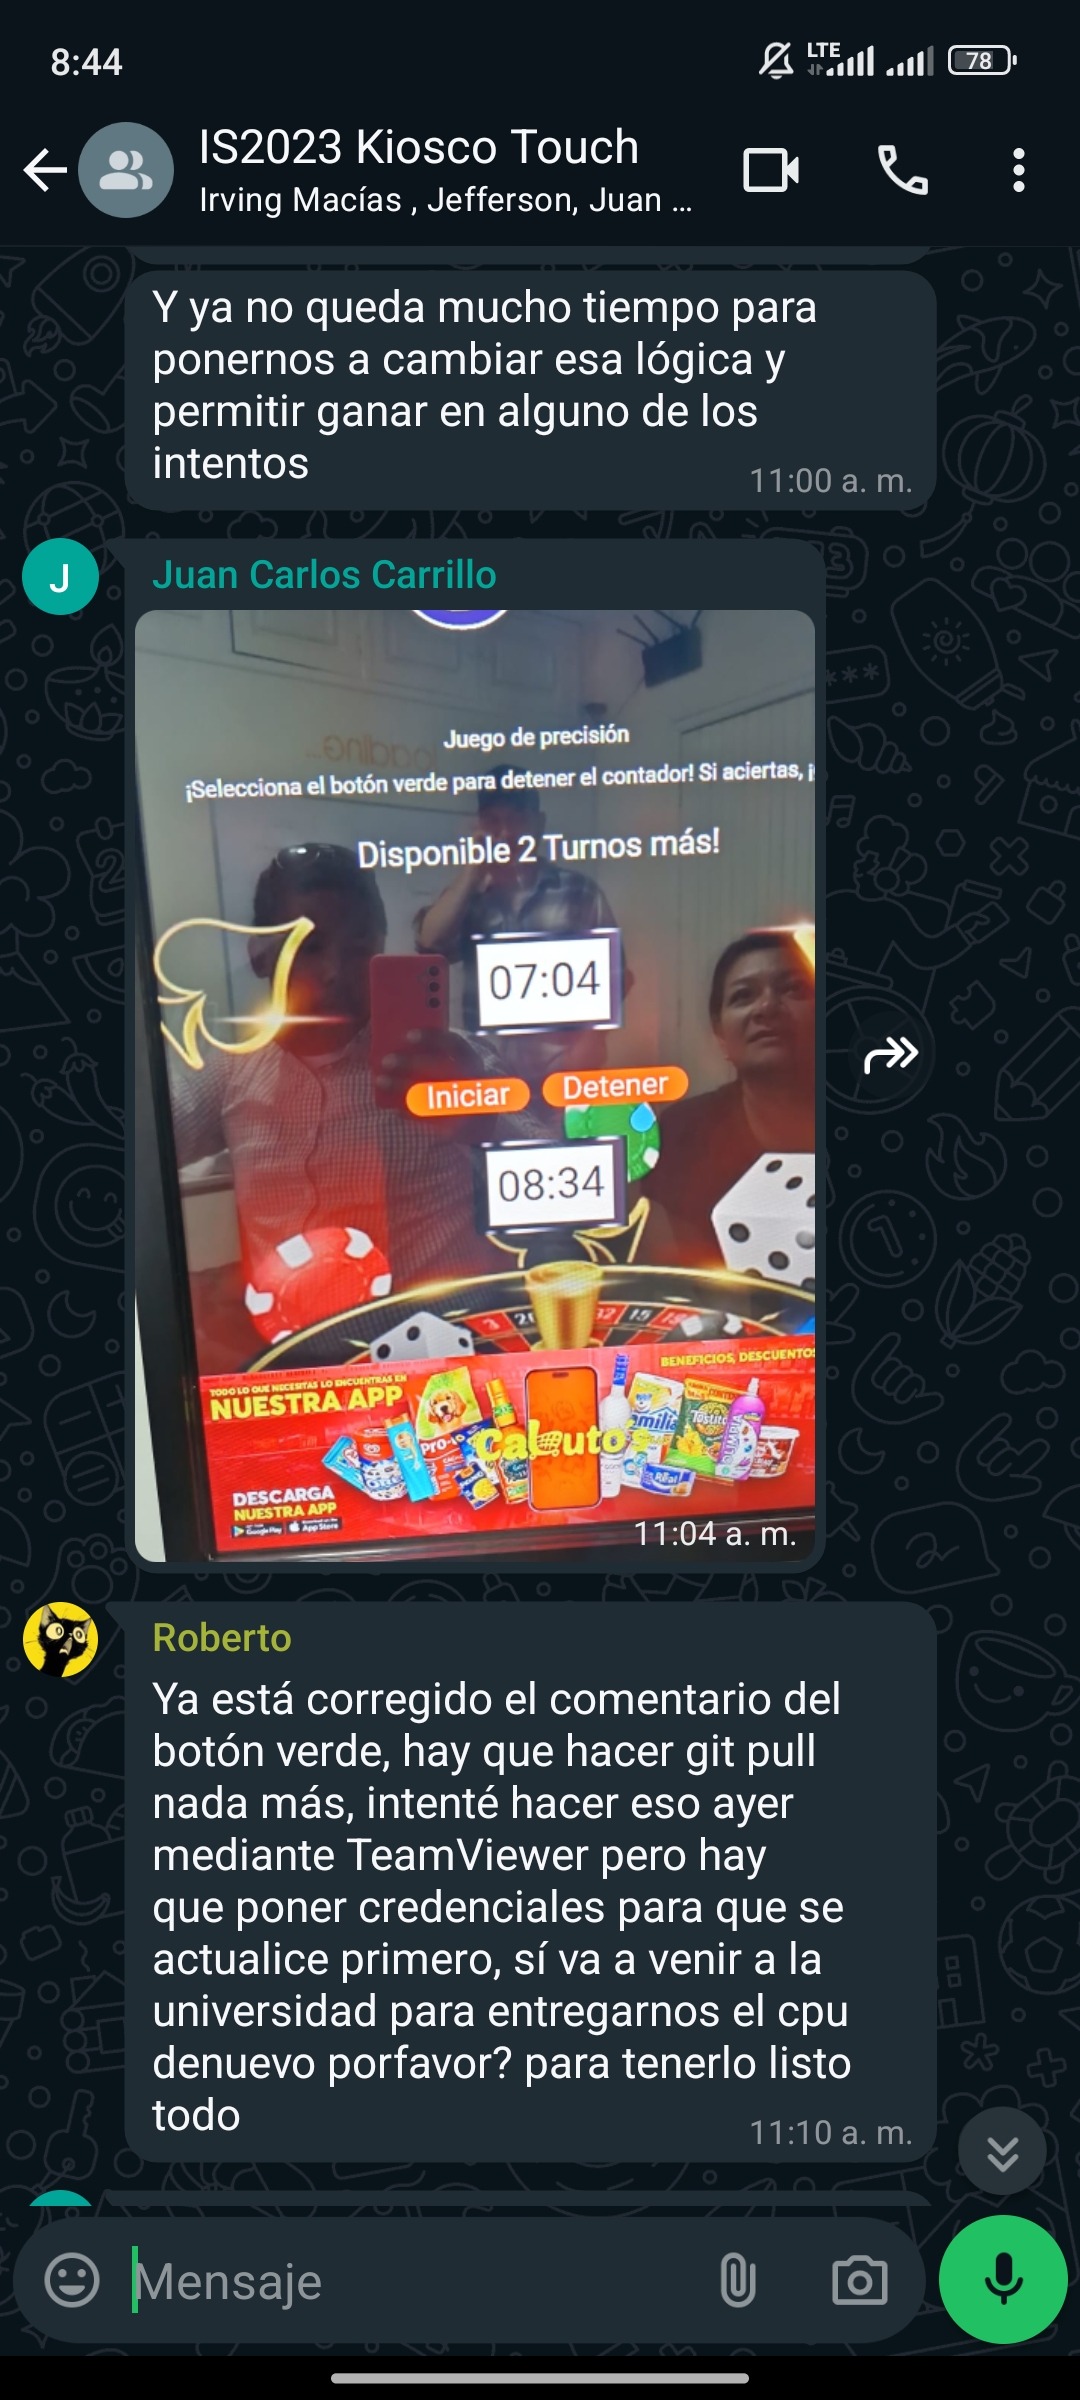 8:44
LTE
78
IS2023 Kiosco Touch
Irving Macías , Jefferson, Juan ...
Y ya no queda mucho tiempo para
ponernos a cambiar esa lógica y
permitir ganar en alguno de los
intentos
11:00 a. m.
J
Juan Carlos Carrillo
Juego de precisión
¡Selecciona el botón verde para detener el contador! Si aciertas, ¡
Disponible 2 Turnos más!
07:04
Iniciar
Detener
08:34
3
15
TODO LO QUE NECESITAS LO ENCUENTRAS EN
NUESTRA APP
BENEFICIOS, DESCUENTOS
DESCARGA
NUESTRA APP
Google Play
App Store
11:04 a. m.
Roberto
Ya está corregido el comentario del
botón verde, hay que hacer git pull
nada más, intenté hacer eso ayer
mediante TeamViewer pero hay
que poner credenciales para que se
actualice primero, sí va a venir a la
universidad para entregarnos el cpu
denuevo porfavor? para tenerlo listo
todo
11:10 a. m.
Mensaje